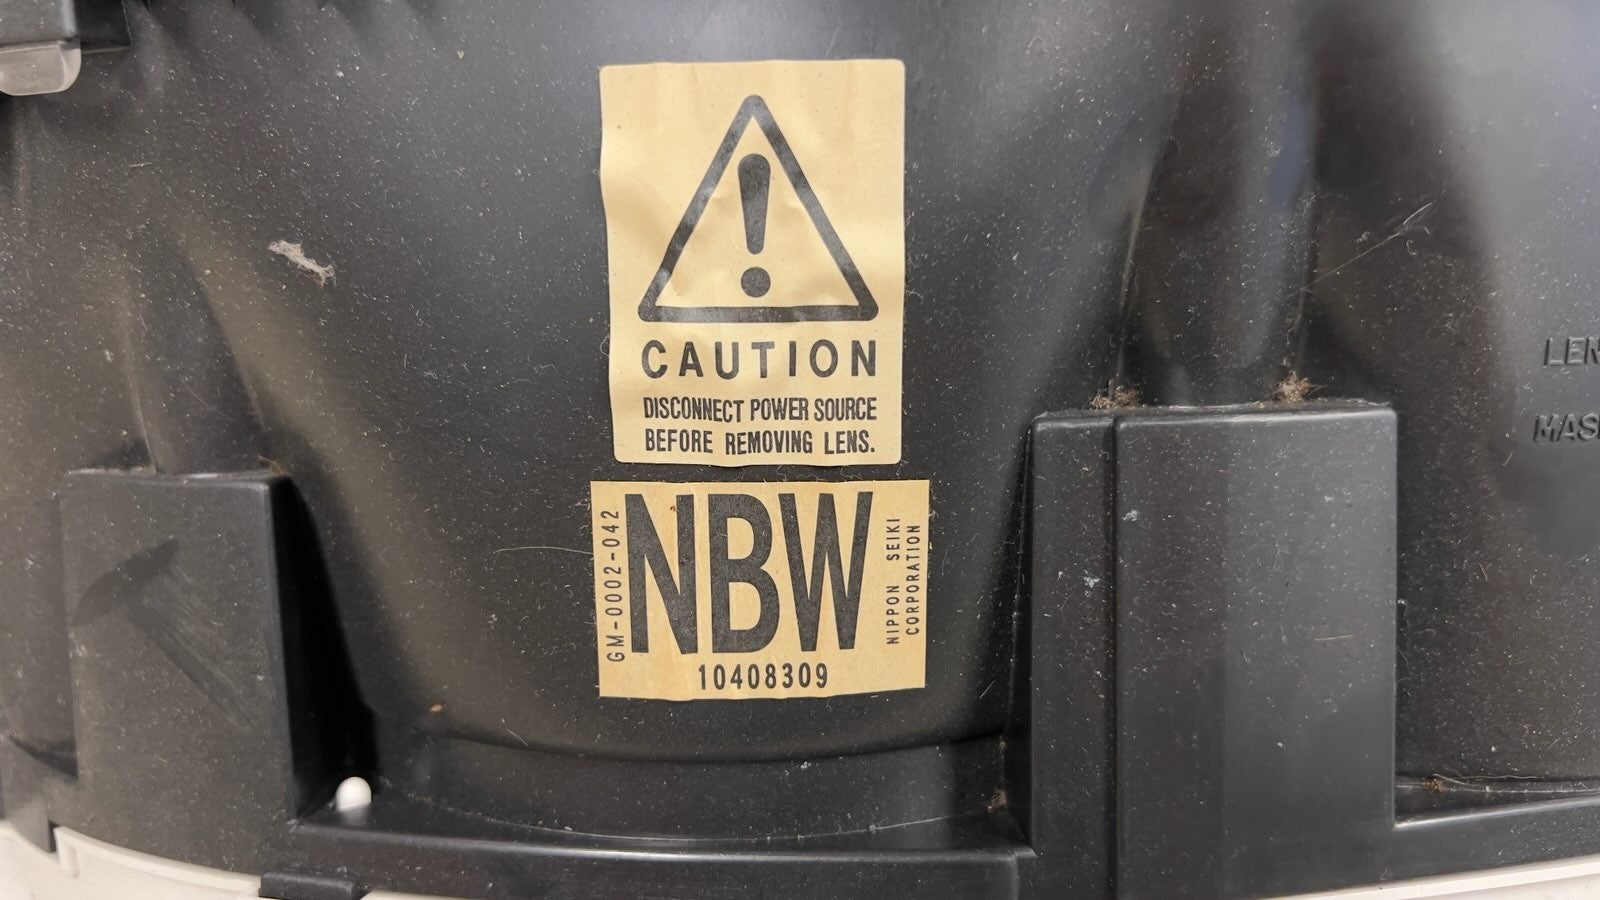 CAUTION
DISCONNECT POWER SOURCE
BEFORE REMOVING LENS.
GM-0002-042
NBW
NIPPON SEIKI
CORPORATION
10408309